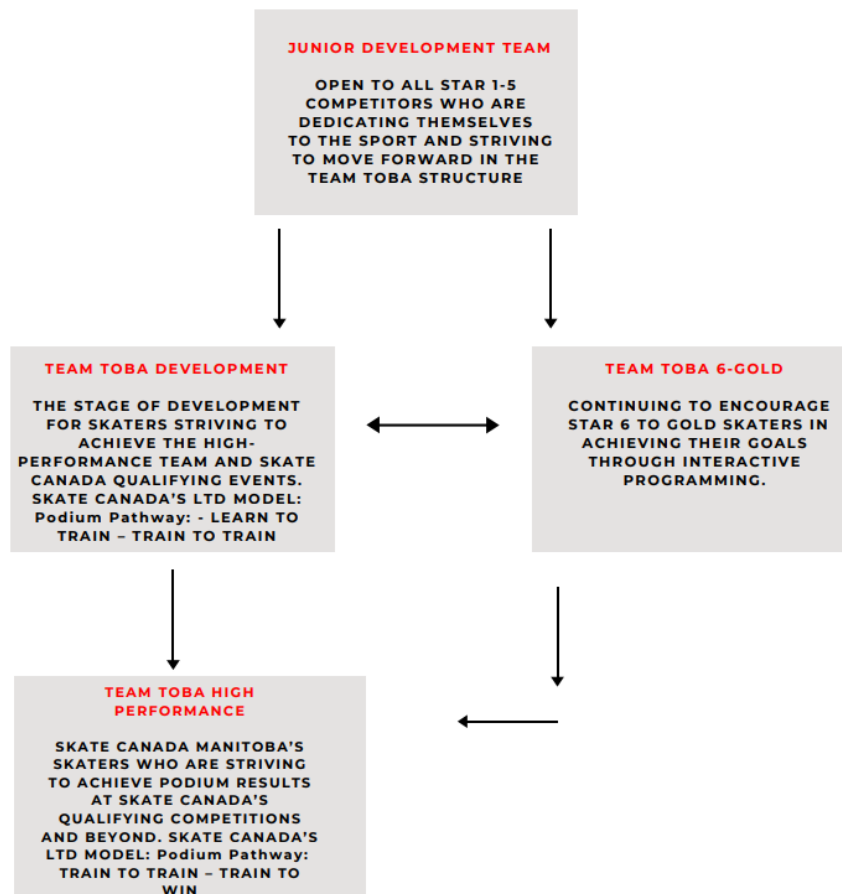 JUNIOR DEVELOPMENT TEAM
OPEN TO ALL STAR 1-5
COMPETITORS WHO ARE
DEDICATING THEMSELVES
TO THE SPORT AND STRIVING
TO MOVE FORWARD IN THE
TEAM TOBA STRUCTURE
TEAM TOBA DEVELOPMENT
THE STAGE OF DEVELOPMENT
FOR SKATERS STRIVING TO
ACHIEVE THE HIGH-
PERFORMANCE TEAM AND SKATE
CANADA QUALIFYING EVENTS.
SKATE CANADA'S LTD MODEL:
Podium Pathway: - LEARN TO
TRAIN – TRAIN TO TRAIN
TEAM TOBA 6-GOLD
CONTINUING TO ENCOURAGE
STAR 6 TO GOLD SKATERS IN
ACHIEVING THEIR GOALS
THROUGH INTERACTIVE
PROGRAMMING.
TEAM TOBA HIGH
PERFORMANCE
SKATE CANADA MANITOBA'S
SKATERS WHO ARE STRIVING
TO ACHIEVE PODIUM RESULTS
AT SKATE CANADA'S
QUALIFYING COMPETITIONS
AND BEYOND. SKATE CANADA'S
LTD MODEL: Podium Pathway:
TRAIN TO TRAIN – TRAIN TO
WIN